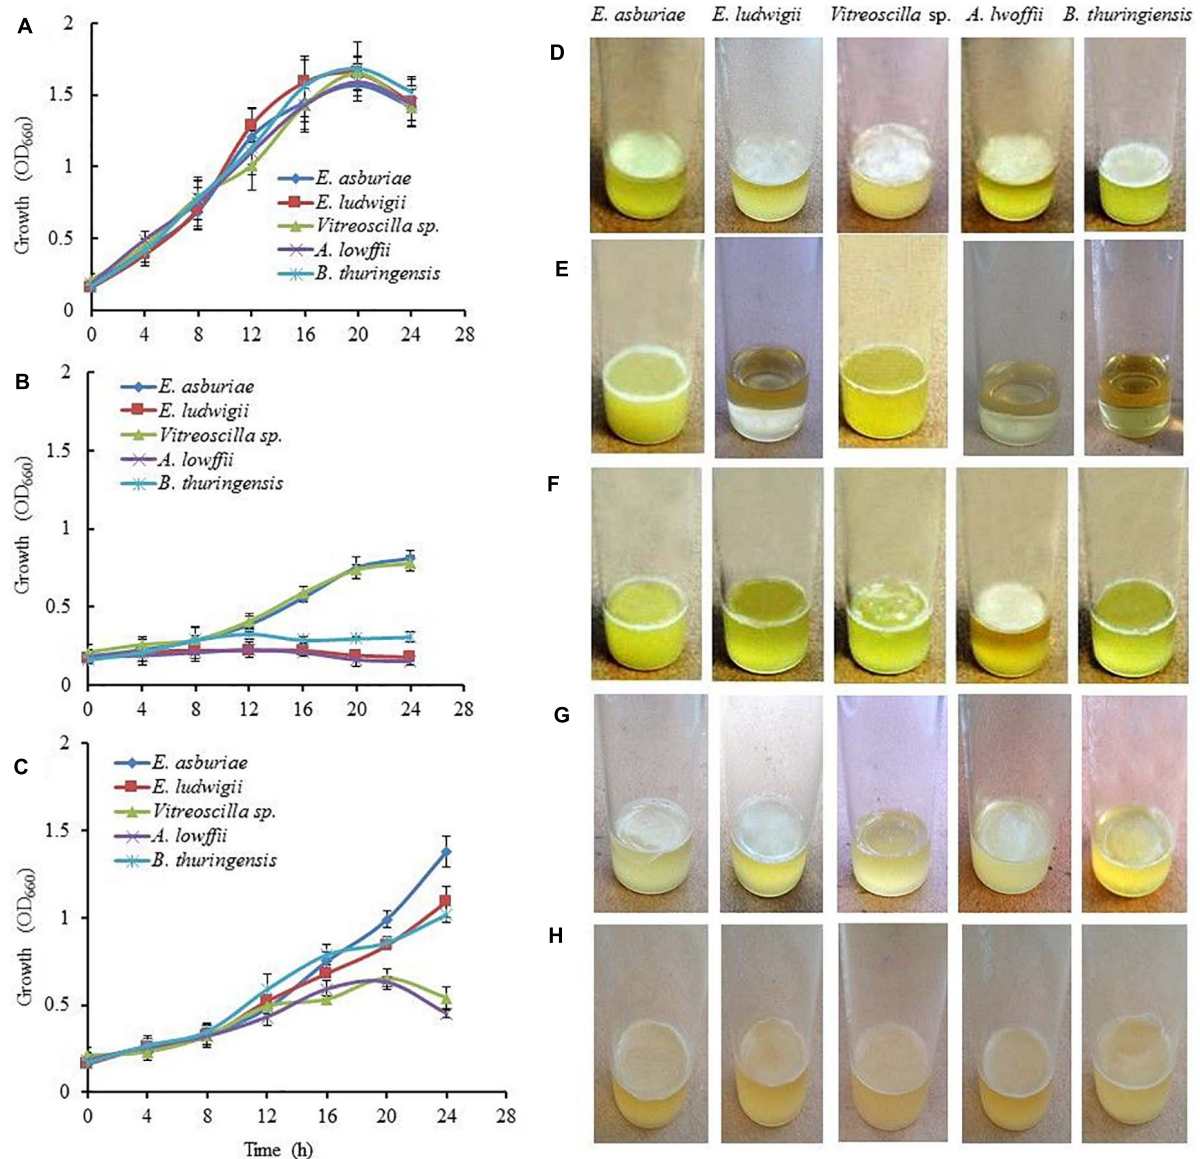 E. asburiae E. ludwigii Vitreoscilla sp. A. lwoffii B. thuringiensis
A
2
1.5
1
0.5
0
Growth (OD660)
E. asburiae
E. ludwigii
Vitreoscilla sp.
A. lowffii
B. thuringensis
0 4 8 12 16 20 24 28
B
2
1.5
1
0.5
0
Growth (OD660)
E. asburiae
E. ludwigii
Vitreoscilla sp.
A. lowffii
B. thuringensis
0 4 8 12 16 20 24 28
C
2
1.5
1
0.5
0
Growth (OD660)
E. asburiae
E. ludwigii
Vitreoscilla sp.
A. lowffii
B. thuringensis
0 4 8 12 16 20 24 28
Time (h)
D
E
F
G
H